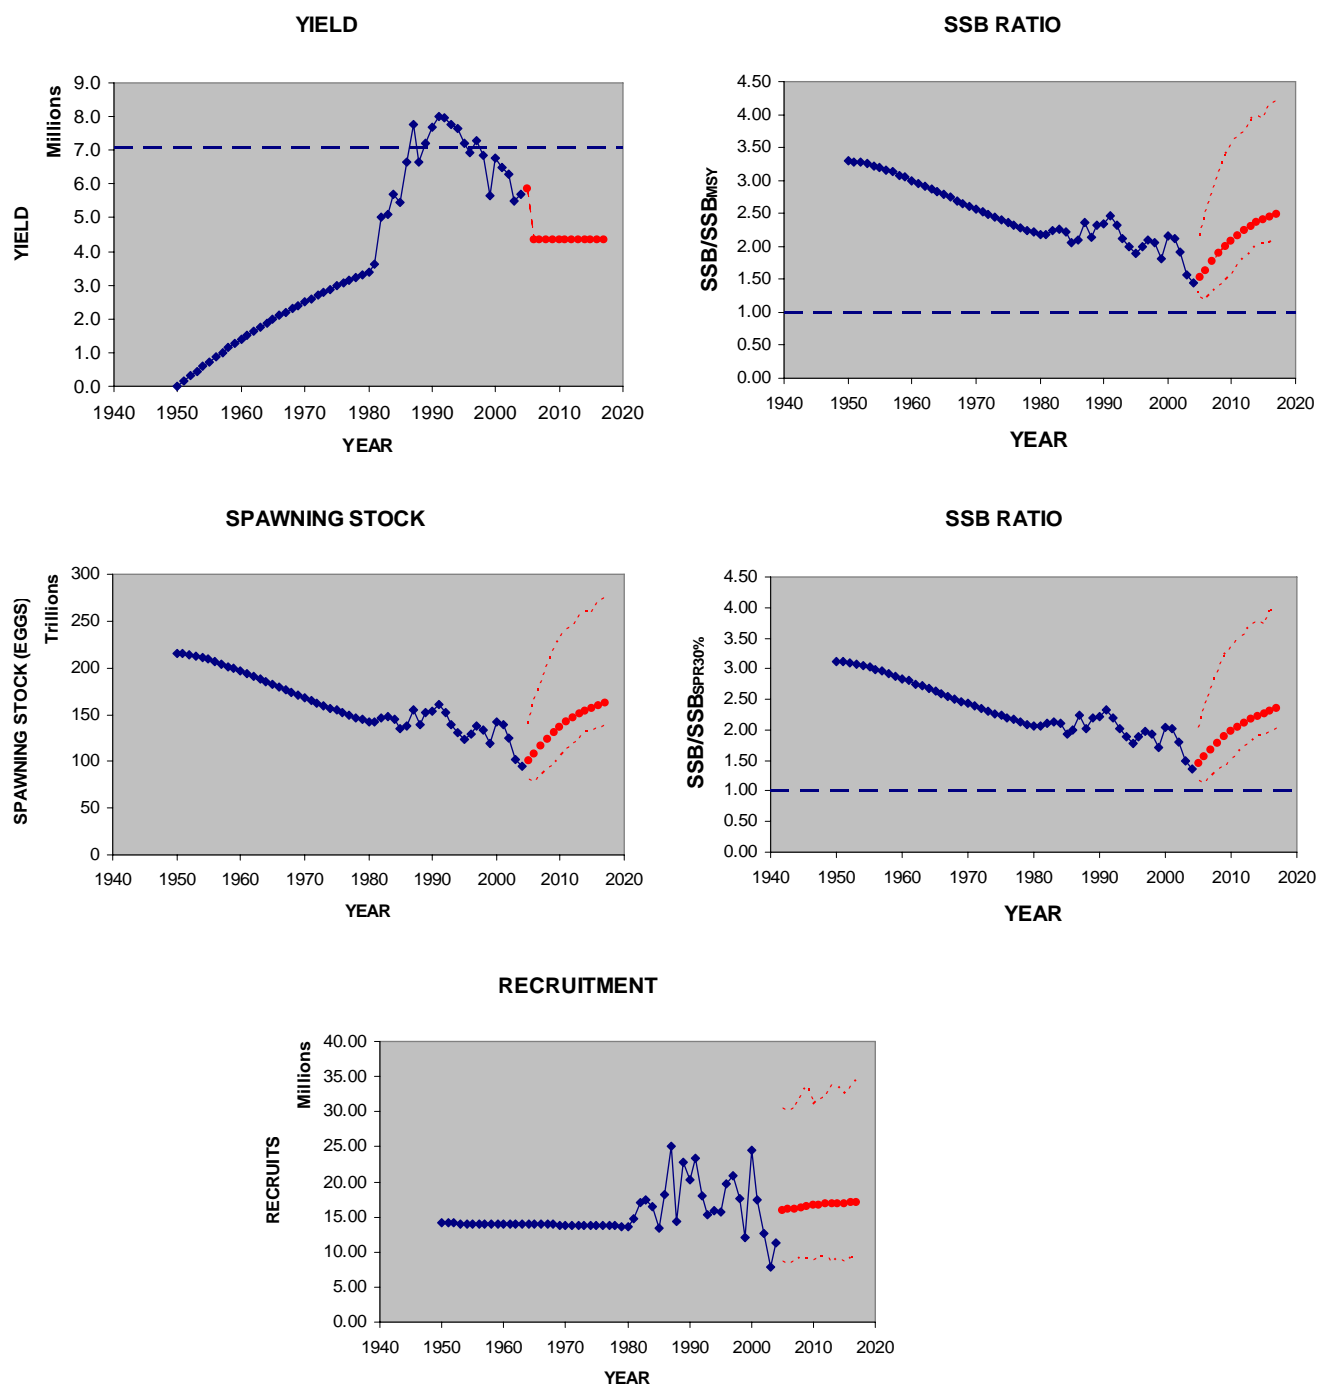 YIELD
Millions
YIELD
9.0
8.0
7.0
6.0
5.0
4.0
3.0
2.0
1.0
0.0
1940 1950 1960 1970 1980 1990 2000 2010 2020
YEAR
SSB RATIO
SSB/SSBMSY
4.50
4.00
3.50
3.00
2.50
2.00
1.50
1.00
0.50
0.00
1940 1950 1960 1970 1980 1990 2000 2010 2020
YEAR
SPAWNING STOCK
SPAWNING STOCK (EGGS)
Trillions
300
250
200
150
100
50
0
1940 1950 1960 1970 1980 1990 2000 2010 2020
YEAR
SSB RATIO
SSB/SSBSPR30%
4.50
4.00
3.50
3.00
2.50
2.00
1.50
1.00
0.50
0.00
1940 1950 1960 1970 1980 1990 2000 2010 2020
YEAR
RECRUITMENT
Millions
RECRUITS
40.00
35.00
30.00
25.00
20.00
15.00
10.00
5.00
0.00
1940 1950 1960 1970 1980 1990 2000 2010 2020
YEAR